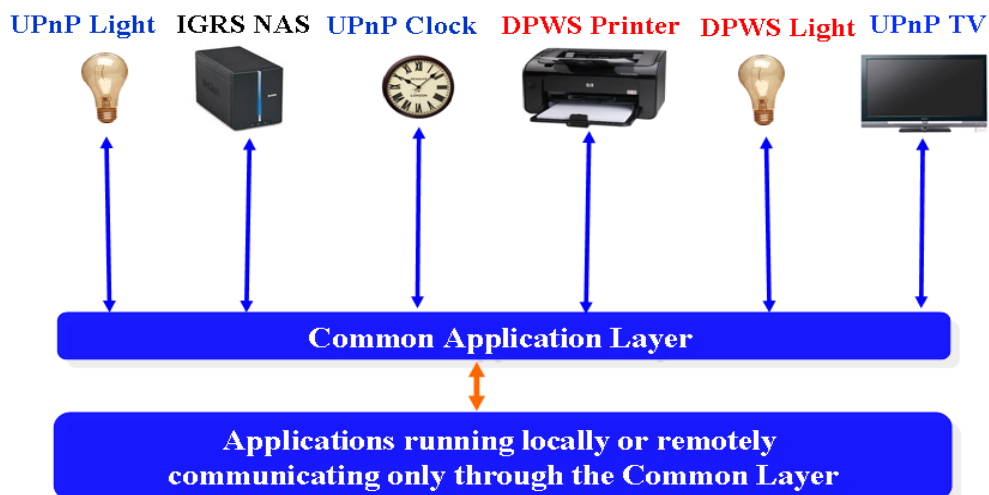 UPnP Light
IGRS NAS
UPnP Clock
DPWS Printer
DPWS Light
UPnP TV
Common Application Layer
Applications running locally or remotely
communicating only through the Common Layer